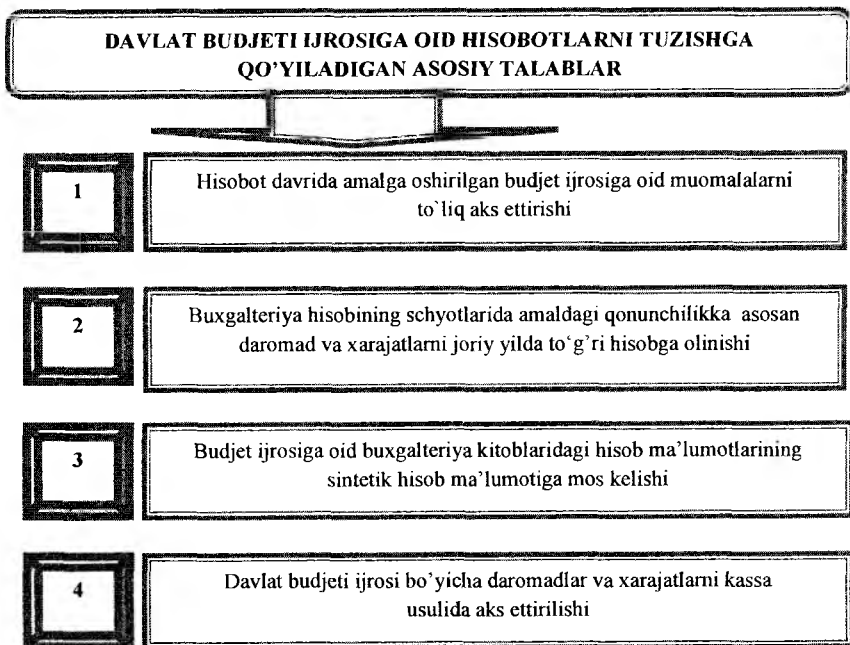 DAVLAT BUDJETI IJROSIGA OID HISOBOTLARNI TUZISHGA
QO’YILADIGAN ASOSIY TALABLAR
1
Hisobot davrida amalga oshirilgan budjet ijrosiga oid muomalalarni
to`liq aks ettirishi
2
Buxgalteriya hisobining schyotlarida amaldagi qonunchilikka asosan
daromad va xarajatlarni joriy yilda to‘g’ri hisobga olinishi
3
Budjet ijrosiga oid buxgalteriya kitoblaridagi hisob ma’lumotlarining
sintetik hisob ma’lumotiga mos kelishi
4
Davlat budjeti ijrosi bo’yicha daromadlar va xarajatlarni kassa
usulida aks ettirilishi